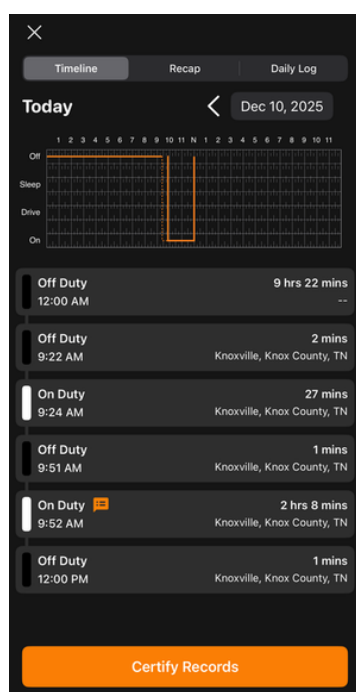 Timeline Recap Daily Log
Today Dec 10, 2025
1 2 3 4 5 6 7 8 9 10 11 N 1 2 3 4 5 6 7 8 9 10 11
Off
Sleep
Drive
On
Off Duty 9 hrs 22 mins
12:00 AM --
Off Duty 2 mins
9:22 AM Knoxville, Knox County, TN
On Duty 27 mins
9:24 AM Knoxville, Knox County, TN
Off Duty 1 mins
9:51 AM Knoxville, Knox County, TN
On Duty 2 hrs 8 mins
9:52 AM Knoxville, Knox County, TN
Off Duty 1 mins
12:00 PM Knoxville, Knox County, TN
Certify Records